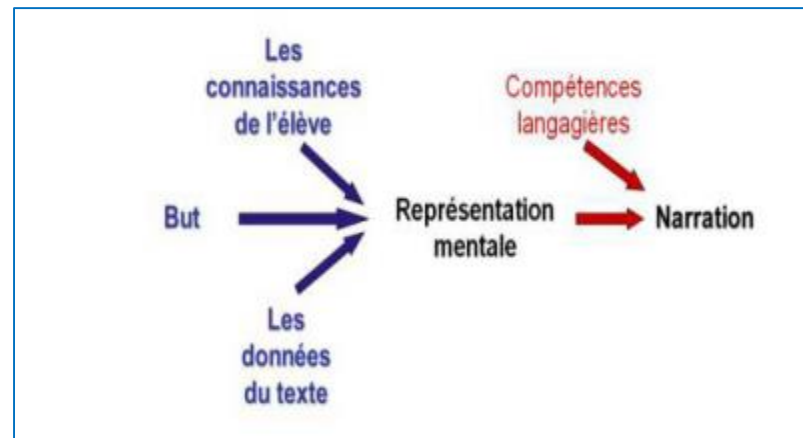 Les
connaissances
de l'élève
Compétences
langagières
But
Représentation
mentale
Narration
Les
données
du texte